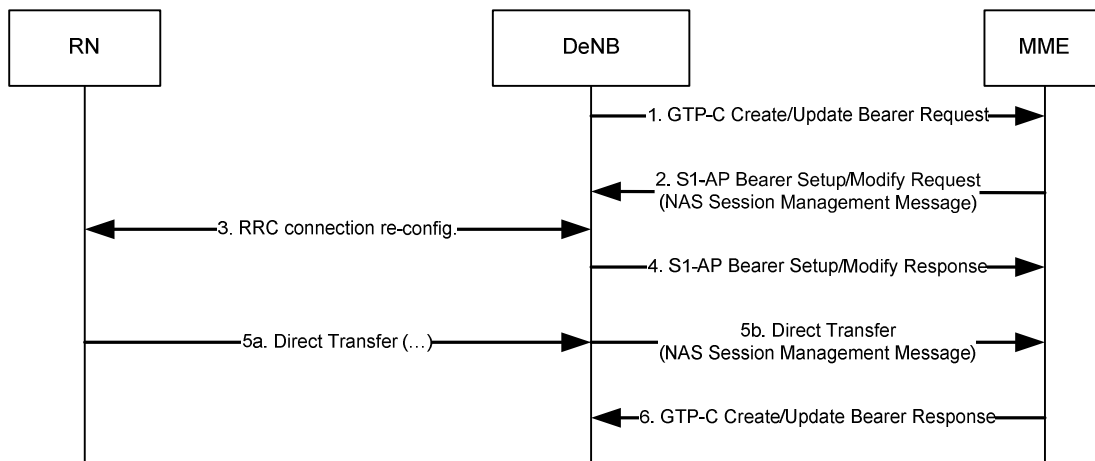 RN
DeNB
MME
1. GTP-C Create/Update Bearer Request
2. S1-AP Bearer Setup/Modify Request
(NAS Session Management Message)
3. RRC connection re-config.
4. S1-AP Bearer Setup/Modify Response
5a. Direct Transfer (…)
5b. Direct Transfer
(NAS Session Management Message)
6. GTP-C Create/Update Bearer Response